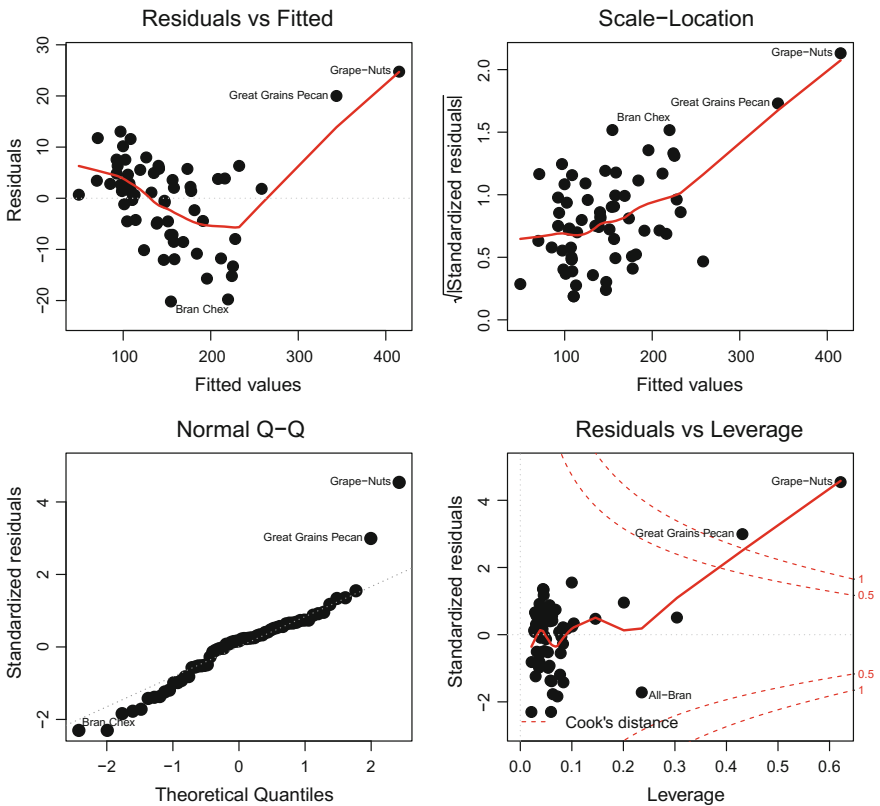 Residuals vs Fitted
30
20
10
0
−10
−20
Residuals
Grape−Nuts
Great Grains Pecan
Bran Chex
100 200 300 400
Fitted values
Scale−Location
2.0
1.5
1.0
0.5
0.0
√|Standardized residuals|
Grape−Nuts
Great Grains Pecan
Bran Chex
100 200 300 400
Fitted values
Normal Q−Q
4
2
0
−2
Standardized residuals
Grape−Nuts
Great Grains Pecan
Bran Chex
−2 −1 0 1 2
Theoretical Quantiles
Residuals vs Leverage
4
2
0
−2
Standardized residuals
Grape−Nuts
Great Grains Pecan
1
0.5
0.5
1
All−Bran
Cook's distance
0.0 0.1 0.2 0.3 0.4 0.5 0.6
Leverage